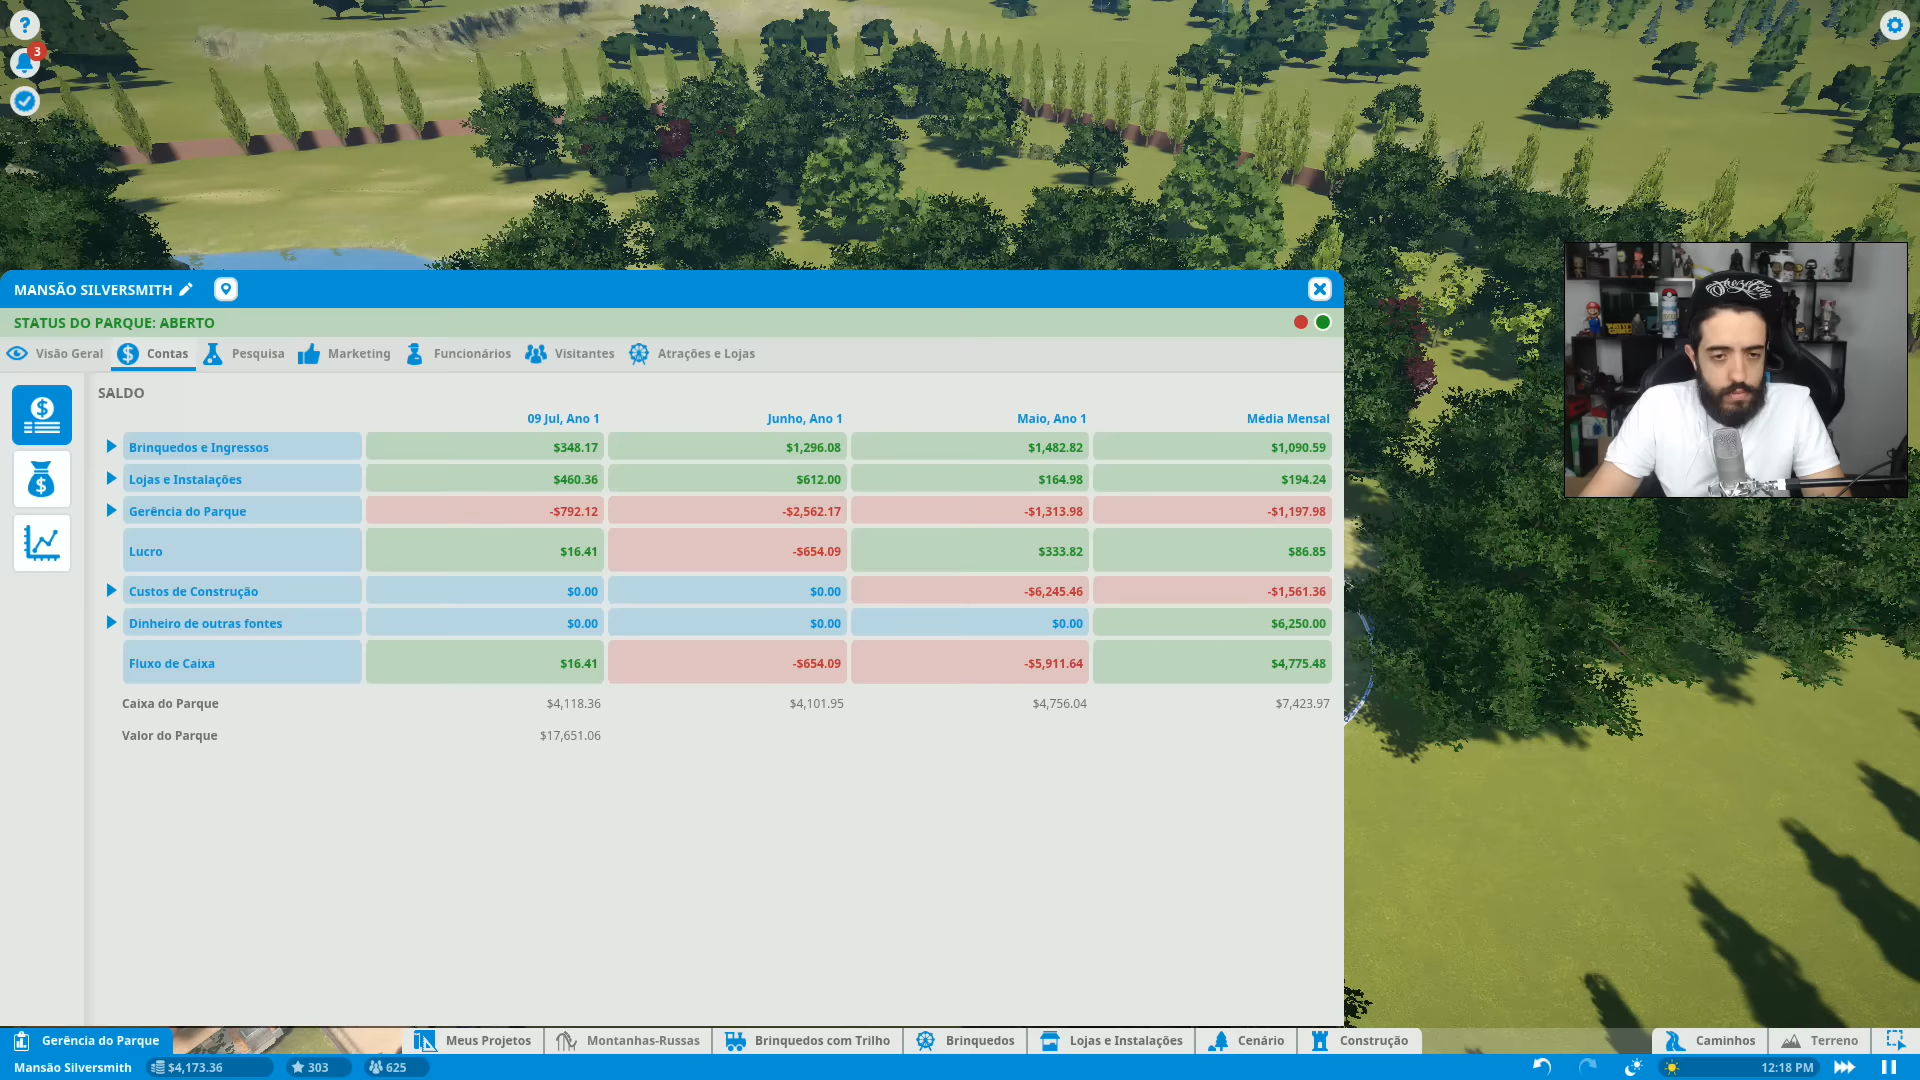 3
MANSÃO SILVERSMITH
STATUS DO PARQUE: ABERTO
Visão Geral
Contas
Pesquisa
Marketing
Funcionários
Visitantes
Atrações e Lojas
SALDO
09 Jul, Ano 1 Junho, Ano 1 Maio, Ano 1 Média Mensal
Brinquedos e Ingressos $348.17 $1,296.08 $1,482.82 $1,090.59
Lojas e Instalações $460.36 $612.00 $164.98 $194.24
Gerência do Parque -$792.12 -$2,562.17 -$1,313.98 -$1,197.98
Lucro $16.41 -$654.09 $333.82 $86.85
Custos de Construção $0.00 $0.00 -$6,245.46 -$1,561.36
Dinheiro de outras fontes $0.00 $0.00 $0.00 $6,250.00
Fluxo de Caixa $16.41 -$654.09 -$5,911.64 $4,775.48
Caixa do Parque $4,118.36 $4,101.95 $4,756.04 $7,423.97
Valor do Parque $17,651.06
Gerência do Parque
Meus Projetos
Montanhas-Russas
Brinquedos com Trilho
Brinquedos
Lojas e Instalações
Cenário
Construção
Caminhos
Terreno
Mansão Silversmith
$4,173.36
303
625
12:18 PM